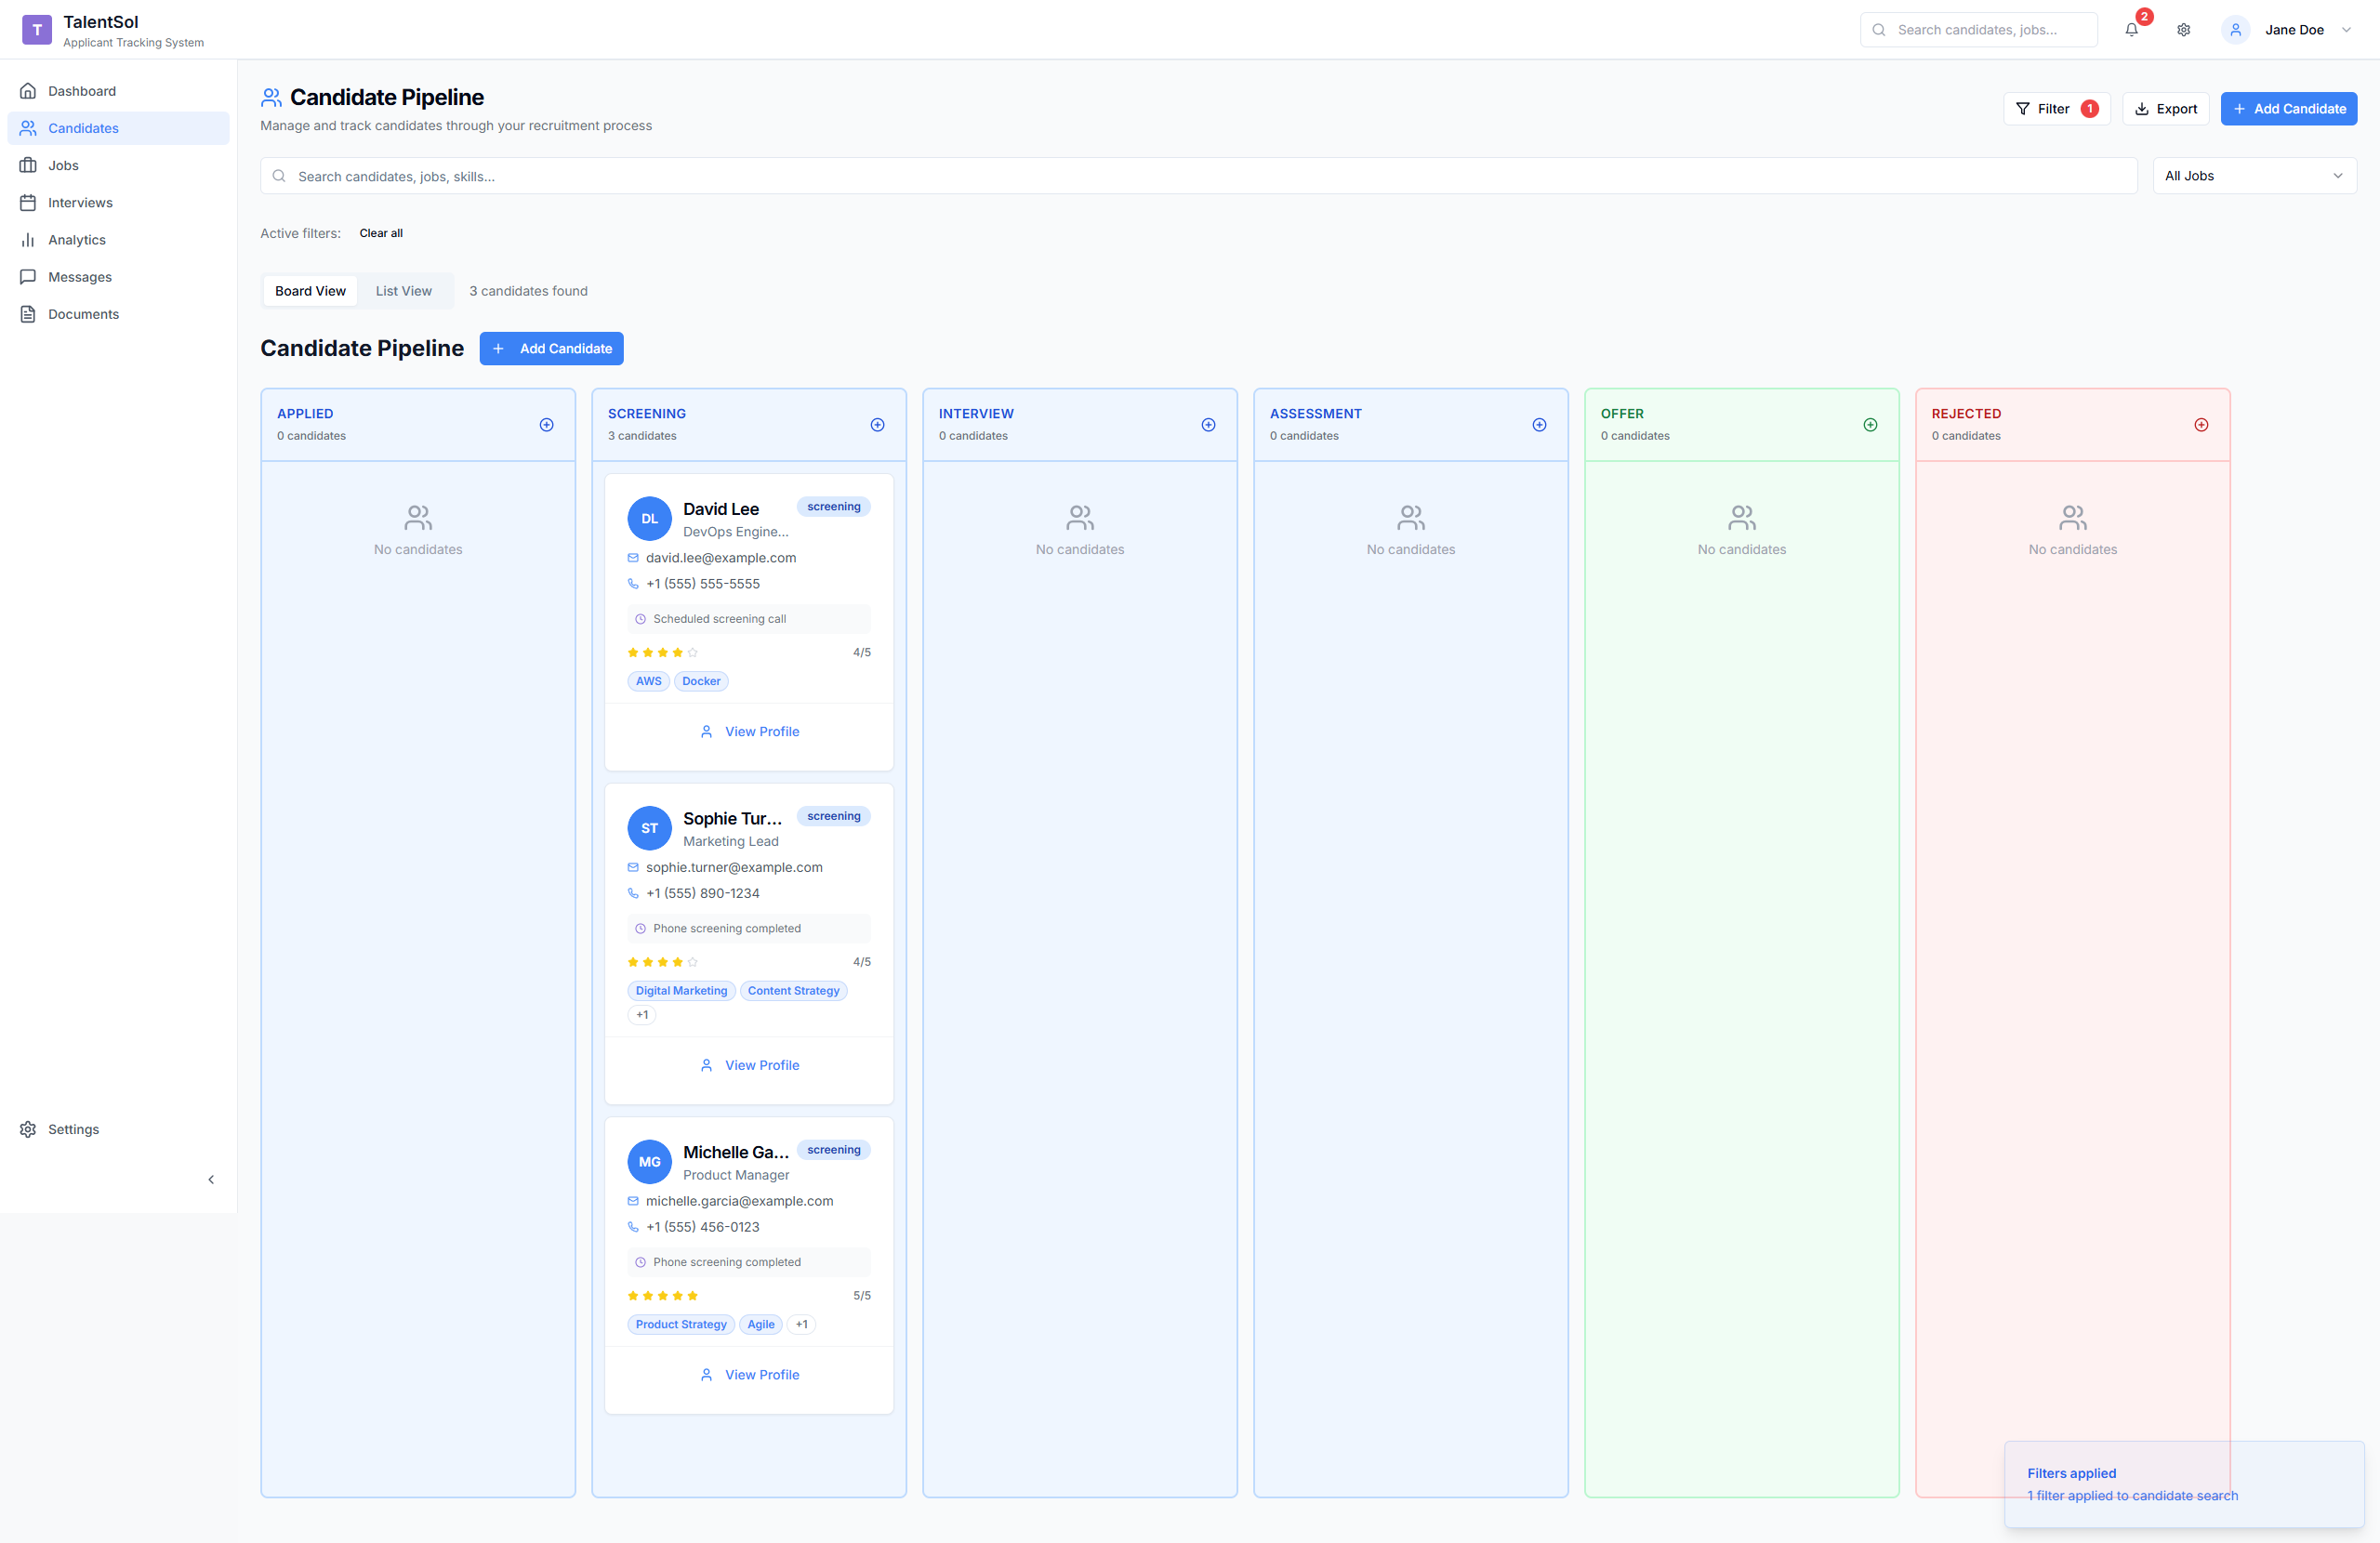 T
TalentSol
Applicant Tracking System
Search candidates, jobs...
2
Jane Doe
Dashboard
Candidates
Jobs
Interviews
Analytics
Messages
Documents
Settings
Candidate Pipeline
Manage and track candidates through your recruitment process
Filter 1
Export
Add Candidate
Search candidates, jobs, skills...
All Jobs
Active filters: Clear all
Board View
List View
3 candidates found
Candidate Pipeline
Add Candidate
APPLIED
0 candidates
No candidates
SCREENING
3 candidates
DL
David Lee
screening
DevOps Engine...
david.lee@example.com
+1 (555) 555-5555
Scheduled screening call
4/5
AWS Docker
View Profile
ST
Sophie Tur...
screening
Marketing Lead
sophie.turner@example.com
+1 (555) 890-1234
Phone screening completed
4/5
Digital Marketing Content Strategy
+1
View Profile
MG
Michelle Ga...
screening
Product Manager
michelle.garcia@example.com
+1 (555) 456-0123
Phone screening completed
5/5
Product Strategy Agile +1
View Profile
INTERVIEW
0 candidates
No candidates
ASSESSMENT
0 candidates
No candidates
OFFER
0 candidates
No candidates
REJECTED
0 candidates
No candidates
Filters applied
1 filter applied to candidate search